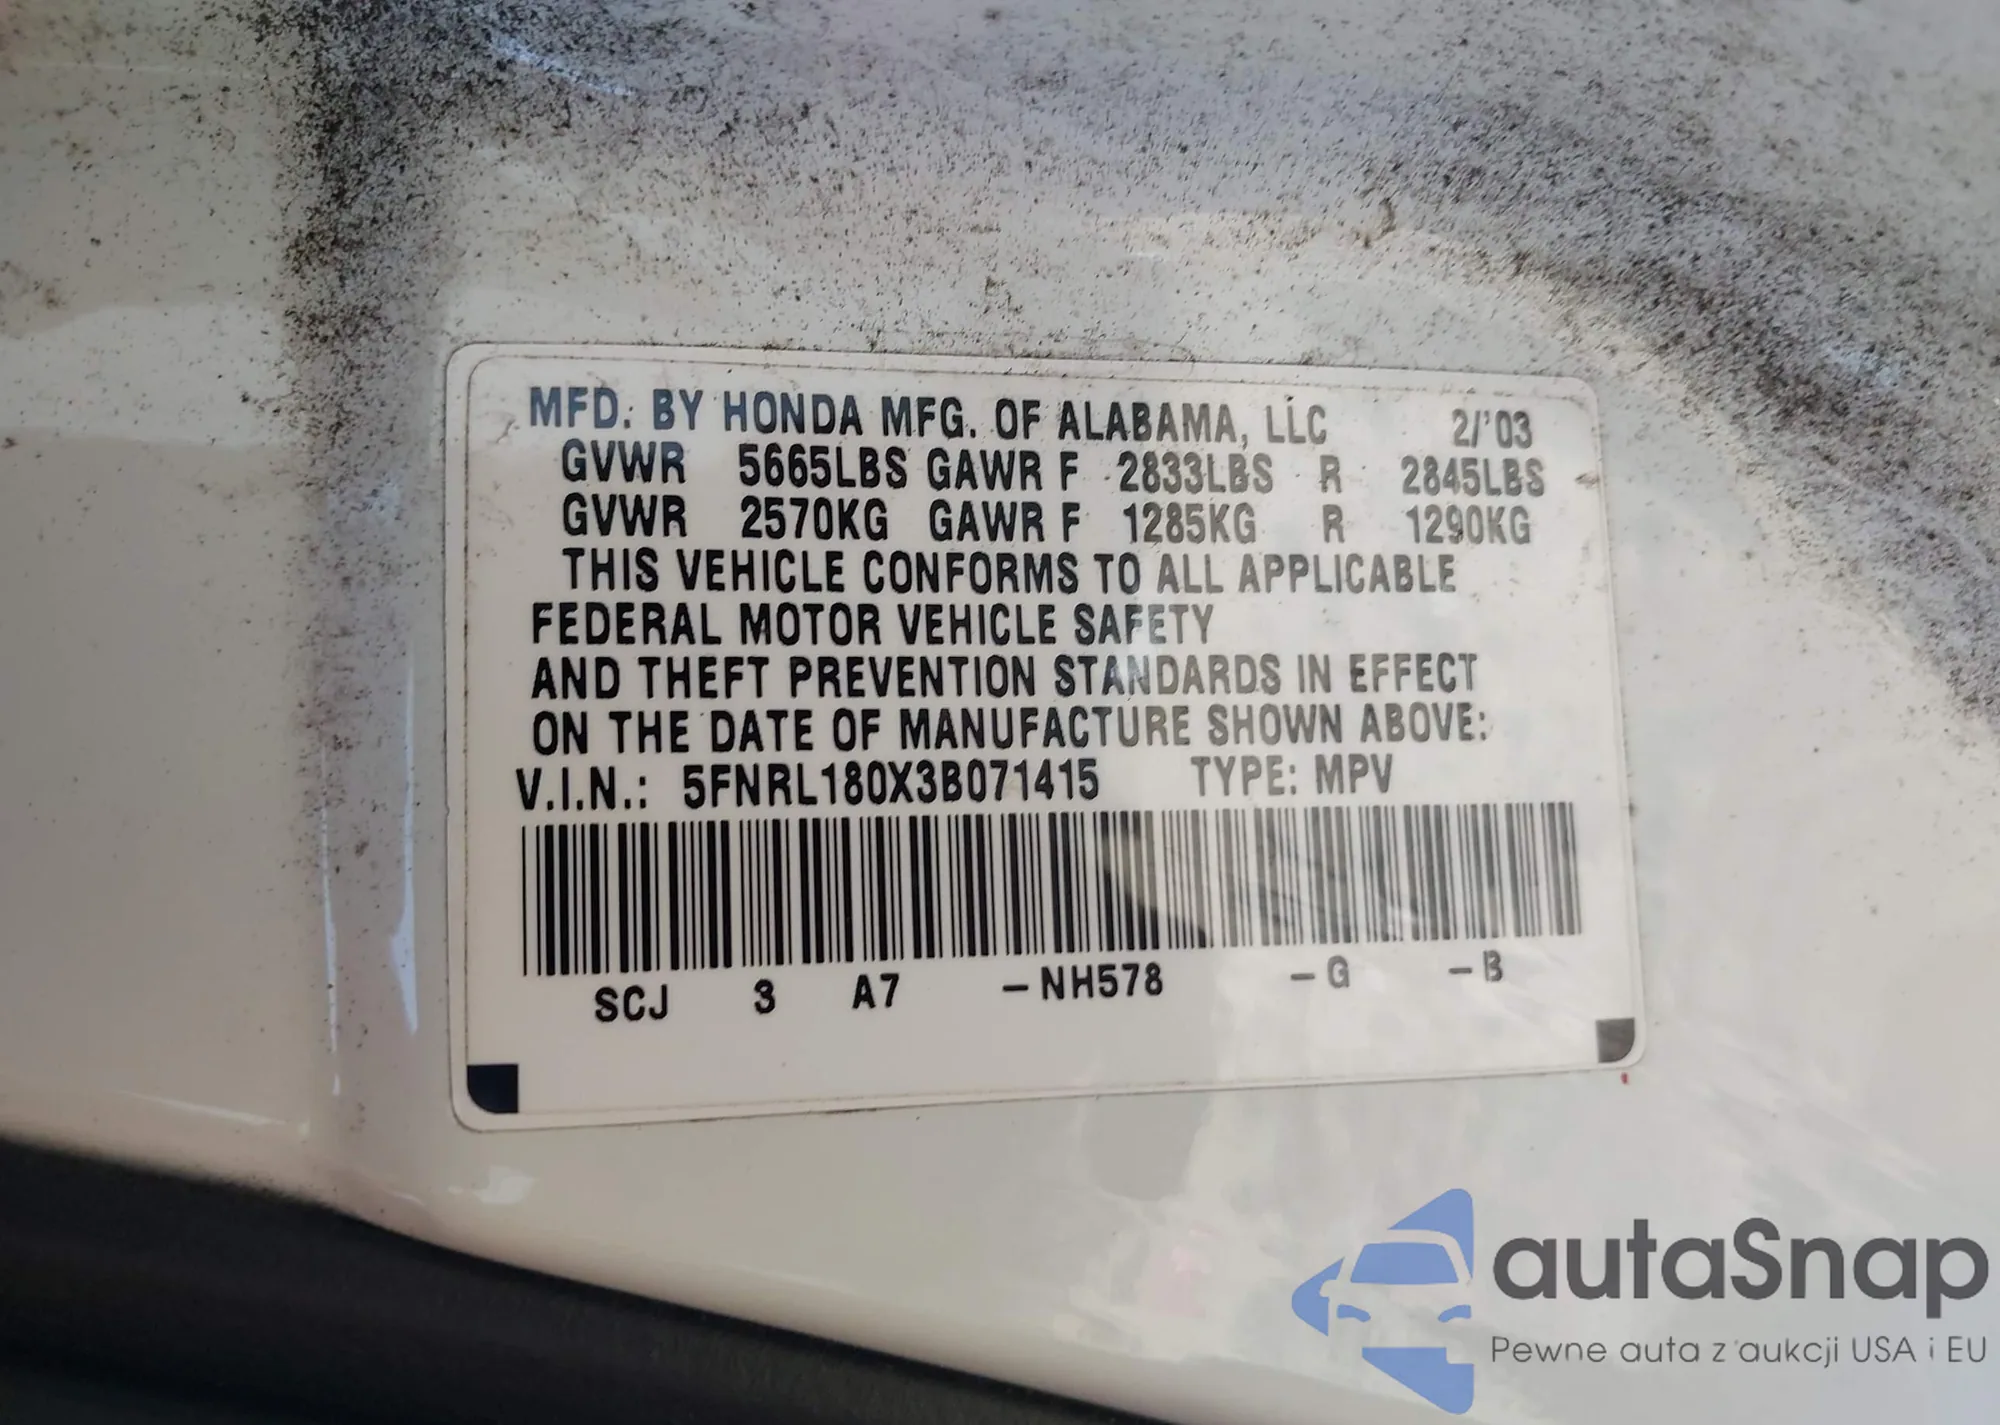 MFD. BY HONDA MFG. OF ALABAMA, LLC 2/'03
GVWR 5665LBS GAWR F 2833LBS R 2845LBS
GVWR 2570KG GAWR F 1285KG R 1290KG
THIS VEHICLE CONFORMS TO ALL APPLICABLE
FEDERAL MOTOR VEHICLE SAFETY
AND THEFT PREVENTION STANDARDS IN EFFECT
ON THE DATE OF MANUFACTURE SHOWN ABOVE:
V.I.N.: 5FNRL180X3B071415 TYPE: MPV
SCJ 3 A7 -NH578 -G -B
autaSnap
Pewne auta z aukcji USA i EU